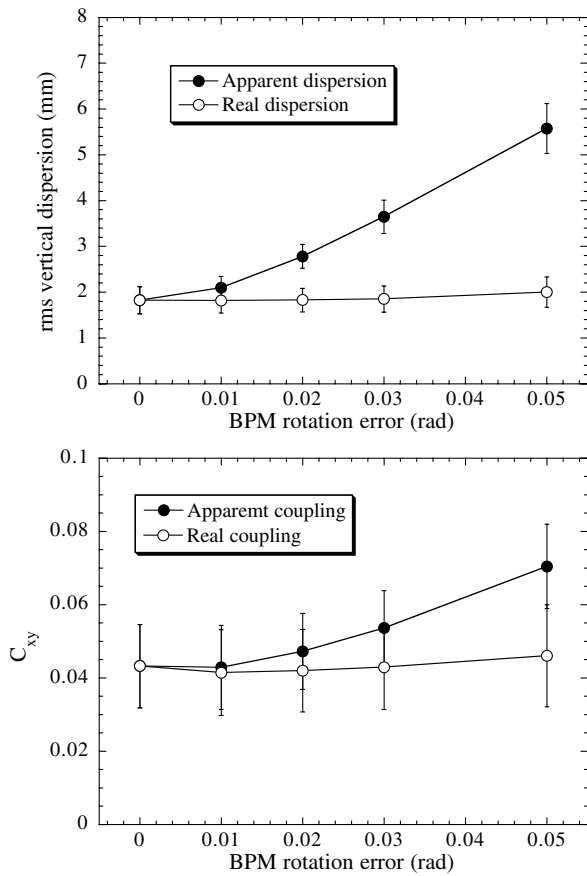 8
7
6
5
4
3
2
1
0
rms vertical dispersion (mm)
Apparent dispersion
Real dispersion
0 0.01 0.02 0.03 0.04 0.05
BPM rotation error (rad)
0.1
0.08
0.06
0.04
0.02
0
Cxy
Apparemt coupling
Real coupling
0 0.01 0.02 0.03 0.04 0.05
BPM rotation error (rad)